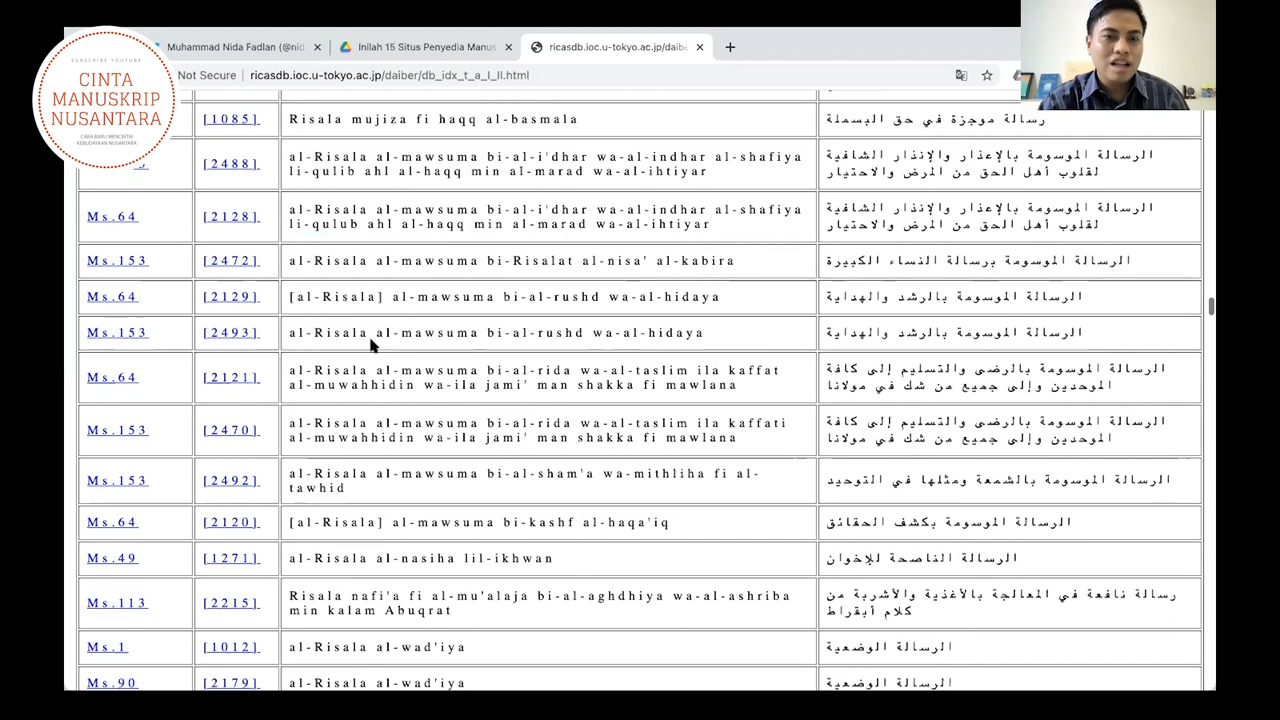 SUBSCRIBE YOUTUBE
CINTA
MANUSKRIP
NUSANTARA
CARA BARU MENCINTAI
KEBUDAYAAN NUSANTARA
Muhammad Nida Fadlan (@nid
Inilah 15 Situs Penyedia Manus
ricasdb.ioc.u-tokyo.ac.jp/daibe
Not Secure
ricasdb.ioc.u-tokyo.ac.jp/daiber/db_idx_t_a_l_ll.html
[1085] Risala mujiza fi haqq al-basmala رسالة موجزة في حق البسملة
[2488] al-Risala al-mawsuma bi-al-i'dhar wa-al-indhar al-shafiya الرسالة الموسومة بالإعذار والإنذار الشافية
li-qulib ahl al-haqq min al-marad wa-al-ihtiyar لقلوب أهل الحق من المرض والاحتيار
Ms.64 [2128] al-Risala al-mawsuma bi-al-i'dhar wa-al-indhar al-shafiya الرسالة الموسومة بالإعذار والإنذار الشافية
li-qulub ahl al-haqq min al-marad wa-al-ihtiyar لقلوب أهل الحق من المرض والاحتيار
Ms.153 [2472] al-Risala al-mawsuma bi-Risalat al-nisa' al-kabira الرسالة الموسومة برسالة النساء الكبيرة
Ms.64 [2129] [al-Risala] al-mawsuma bi-al-rushd wa-al-hidaya الرسالة الموسومة بالرشد والهداية
Ms.153 [2493] al-Risala al-mawsuma bi-al-rushd wa-al-hidaya الرسالة الموسومة بالرشد والهداية
Ms.64 [2121] al-Risala al-mawsuma bi-al-rida wa-al-taslim ila kaffat الرسالة الموسومة بالرضى والتسليم إلى كافة
al-muwahhidin wa-ila jami' man shakka fi mawlana الموحدين وإلى جميع من شك في مولانا
Ms.153 [2470] al-Risala al-mawsuma bi-al-rida wa-al-taslim ila kaffati الرسالة الموسومة بالرضى والتسليم إلى كافة
al-muwahhidin wa-ila jami' man shakka fi mawlana الموحدين وإلى جميع من شك في مولانا
Ms.153 [2492] al-Risala al-mawsuma bi-al-sham'a wa-mithliha fi al- الرسالة الموسومة بالشمعة ومثلها في التوحيد
tawhid
Ms.64 [2120] [al-Risala] al-mawsuma bi-kashf al-haqa'iq الرسالة الموسومة بكشف الحقائق
Ms.49 [1271] al-Risala al-nasiha lil-ikhwan الرسالة الناصحة للإخوان
Ms.113 [2215] Risala nafi'a fi al-mu'alaja bi-al-aghdhiya wa-al-ashriba رسالة نافعة في المعالجة بالأغذية والأشربة من
min kalam Abuqrat كلام أبقراط
Ms.1 [1012] al-Risala al-wad'iya الرسالة الوضعية
Ms.90 [2179] al-Risala al-wad'iya الرسالة الوضعية